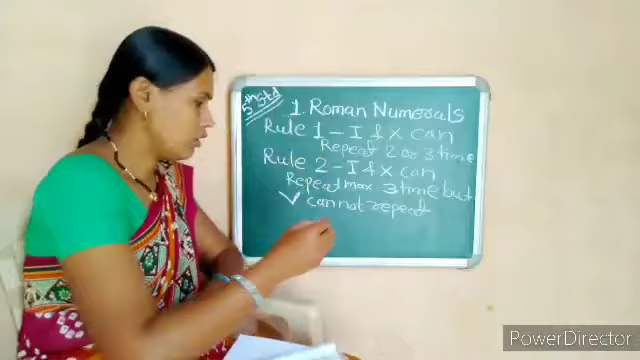 5th Std
1. Roman Numerals
Rule 1 - I & X can
Repeat 2 or 3 time
Rule 2 - I & X can
Repeat max 3 time but
V cannot repeat
PowerDirector